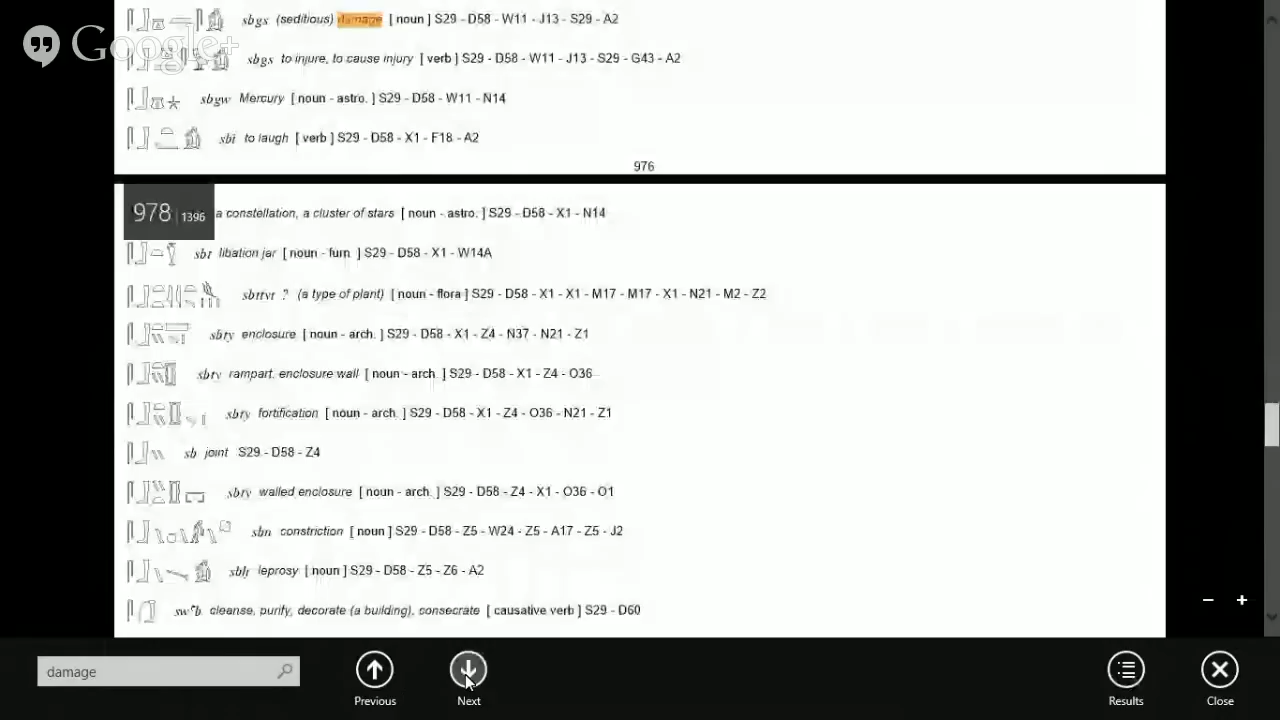 sbgs (seditious) damage [ noun ] S29 - D58 - W11 - J13 - S29 - A2
Google+
sbgs to injure, to cause injury [ verb ] S29 - D58 - W11 - J13 - S29 - G43 - A2
sbgw Mercury [ noun - astro. ] S29 - D58 - W11 - N14
sbi to laugh [ verb ] S29 - D58 - X1 - F18 - A2
976
978 | 1396
a constellation, a cluster of stars [ noun - astro. ] S29 - D58 - X1 - N14
sbt libation jar [ noun - furn. ] S29 - D58 - X1 - W14A
sbttyt ? (a type of plant) [ noun - flora ] S29 - D58 - X1 - X1 - M17 - M17 - X1 - N21 - M2 - Z2
sbty enclosure [ noun - arch. ] S29 - D58 - X1 - Z4 - N37 - N21 - Z1
sbty rampart, enclosure wall [ noun - arch. ] S29 - D58 - X1 - Z4 - O36
sbty fortification [ noun - arch. ] S29 - D58 - X1 - Z4 - O36 - N21 - Z1
sb joint S29 - D58 - Z4
sbty walled enclosure [ noun - arch. ] S29 - D58 - Z4 - X1 - O36 - O1
sbn constriction [ noun ] S29 - D58 - Z5 - W24 - Z5 - A17 - Z5 - J2
sbḥ leprosy [ noun ] S29 - D58 - Z5 - Z6 - A2
swꜥb cleanse, purify, decorate (a building), consecrate [ causative verb ] S29 - D60
damage
Previous
Next
Results
Close